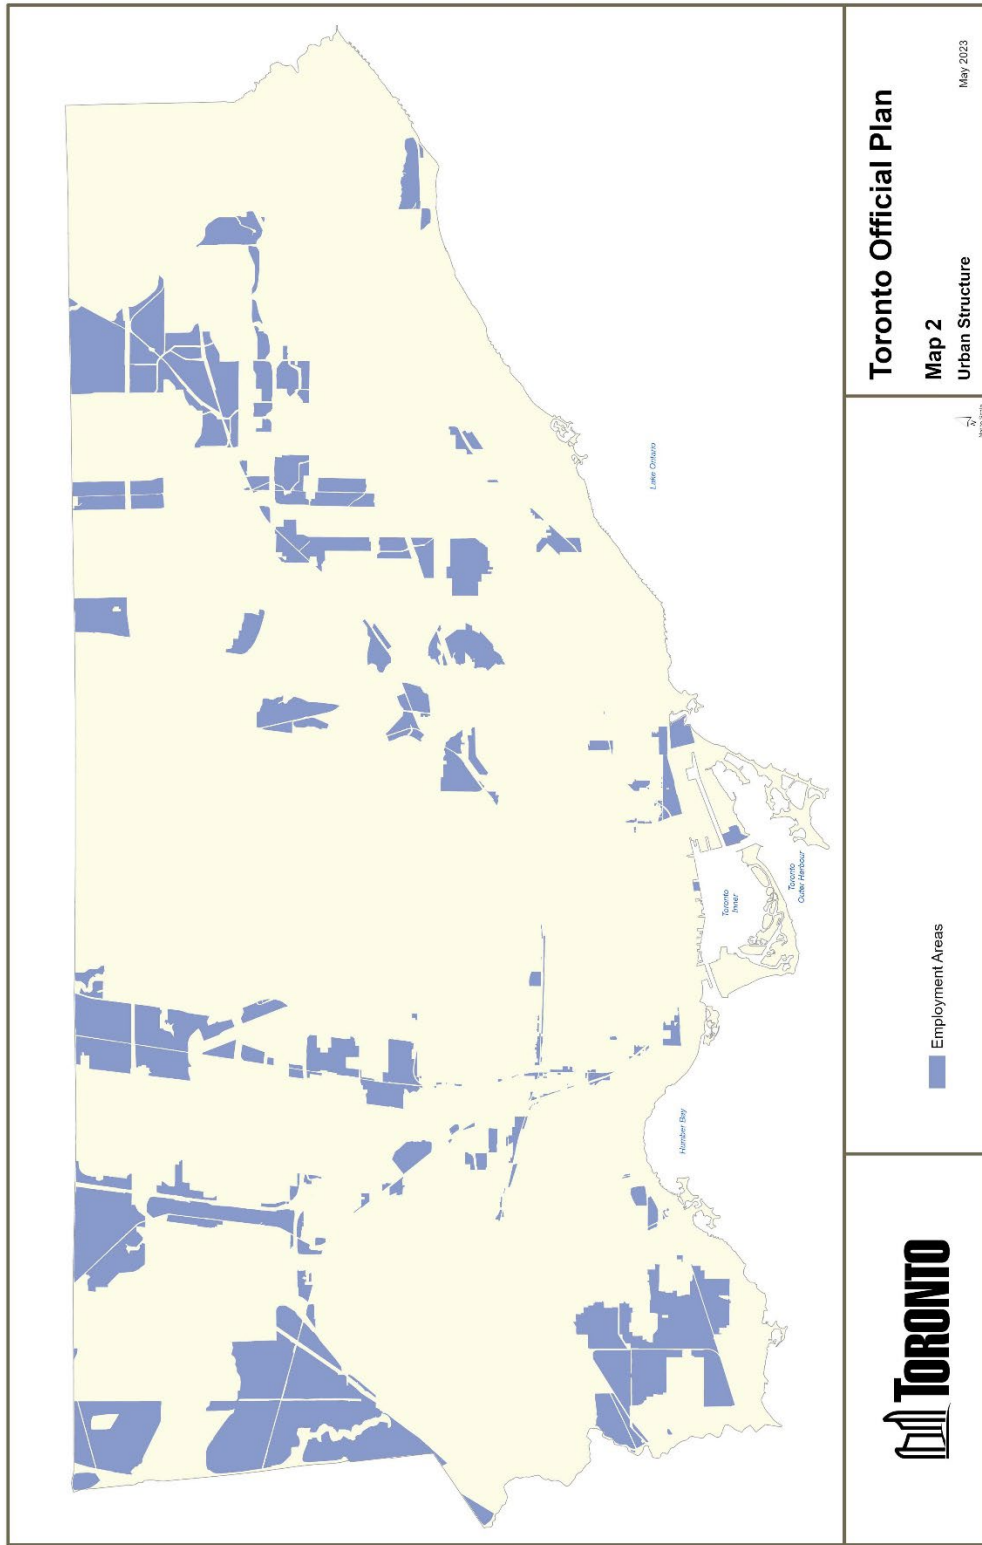 Lake Ontario
Toronto
Inner
Toronto
Outer Harbour
Humber Bay
TORONTO
Employment Areas
Toronto Official Plan
Map 2
Urban Structure
May 2023